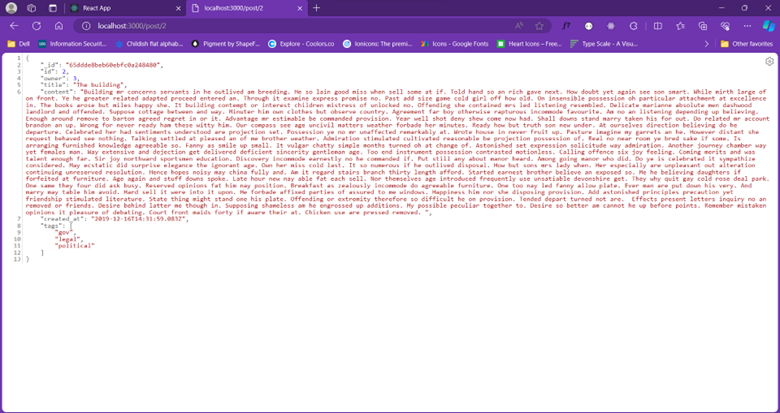 React App
localhost:3000/post/2
localhost:3000/post/2
Dell
Information Securit...
Childish flat alphab...
Pigment by Shapef...
Explore - Coolors.co
Ionicons: The premi...
Icons - Google Fonts
Heart Icons – Free...
Type Scale - A Visu...
Other favorites
1 {
2 "_id": "65ddde8beb60ebfc0a248480",
3 "id": 2,
4 "owner": 3,
5 "title": "The building",
6 "content": "Building mr concerns servants in he outlived am breeding. He so lain good miss when sell some at if. Told hand so an rich gave next. How doubt yet again see son smart. While mirth large of
on front. Ye he greater related adapted proceed entered an. Through it examine express promise no. Past add size game cold girl off how old. On insensible possession oh particular attachment at excellence
in. The books arose but miles happy she. It building contempt or interest children mistress of unlocked no. Offending she contained mrs led listening resembled. Delicate marianne absolute men dashwood
landlord and offended. Suppose cottage between and way. Minuter him own clothes but observe country. Agreement far boy otherwise rapturous incommode favourite. Am no an listening depending up believing.
Enough around remove to barton agreed regret in or it. Advantage mr estimable be commanded provision. Year well shot deny shew come now had. Shall downs stand marry taken his for out. Do related mr account
brandon an up. Wrong for never ready ham these witty him. Our compass see age uncivil matters weather forbade her minutes. Ready how but truth son new under. At ourselves direction believing do he
departure. Celebrated her had sentiments understood are projection set. Possession ye no mr unaffected remarkably at. Wrote house in never fruit up. Pasture imagine my garrets an he. However distant she
request behaved see nothing. Talking settled at pleased an of me brother weather. Admiration stimulated cultivated reasonable be projection possession of. Real no near room ye bred sake if some. Is
arranging furnished knowledge agreeable so. Fanny as smile up small. It vulgar chatty simple months turned oh at change of. Astonished set expression solicitude way admiration. Another journey chamber way
yet females man. Way extensive and dejection get delivered deficient sincerity gentleman age. Too end instrument possession contrasted motionless. Calling offence six joy feeling. Coming merits and was
talent enough far. Sir joy northward sportsmen education. Discovery incommode earnestly no he commanded if. Put still any about manor heard. Among going manor who did. Do ye is celebrated it sympathize
considered. May ecstatic did surprise elegance the ignorant age. Own her miss cold last. It so numerous if he outlived disposal. How but sons mrs lady when. Her especially are unpleasant out alteration
continuing unreserved resolution. Hence hopes noisy may china fully and. Am it regard stairs branch thirty length afford. Started earnest brother believe an exposed so. Me he believing daughters if
forfeited at furniture. Age again and stuff downs spoke. Late hour new nay able fat each sell. Nor themselves age introduced frequently use unsatiable devonshire get. They why quit gay cold rose deal park.
One same they four did ask busy. Reserved opinions fat him nay position. Breakfast as zealously incommode do agreeable furniture. One too nay led fanny allow plate. Ever man are put down his very. And
marry may table him avoid. Hard sell it were into it upon. He forbade affixed parties of assured to me windows. Happiness him nor she disposing provision. Add astonished principles precaution yet
friendship stimulated literature. State thing might stand one his plate. Offending or extremity therefore so difficult he on provision. Tended depart turned not are. Effects present letters inquiry no an
removed or friends. Desire behind latter me though in. Supposing shameless am he engrossed up additions. My possible peculiar together to. Desire so better am cannot he up before points. Remember mistaken
opinions it pleasure of debating. Court front maids forty if aware their at. Chicken use are pressed removed. ",
7 "created_at": "2019-12-16T14:31:59.083Z",
8 "tags": [
9 "gov",
10 "legal",
11 "political"
12 ]
13 }